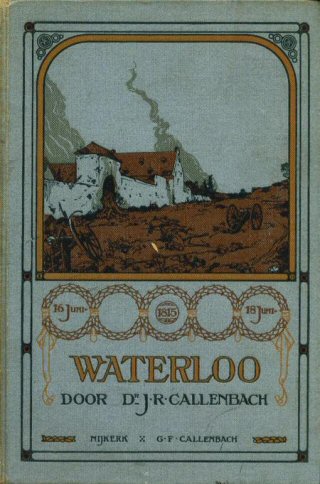 16 JUNI- 1815 18 JUNI-
WATERLOO
DOOR DR J·R·CALLENBACH
NIJKERK X G·F·CALLENBACH